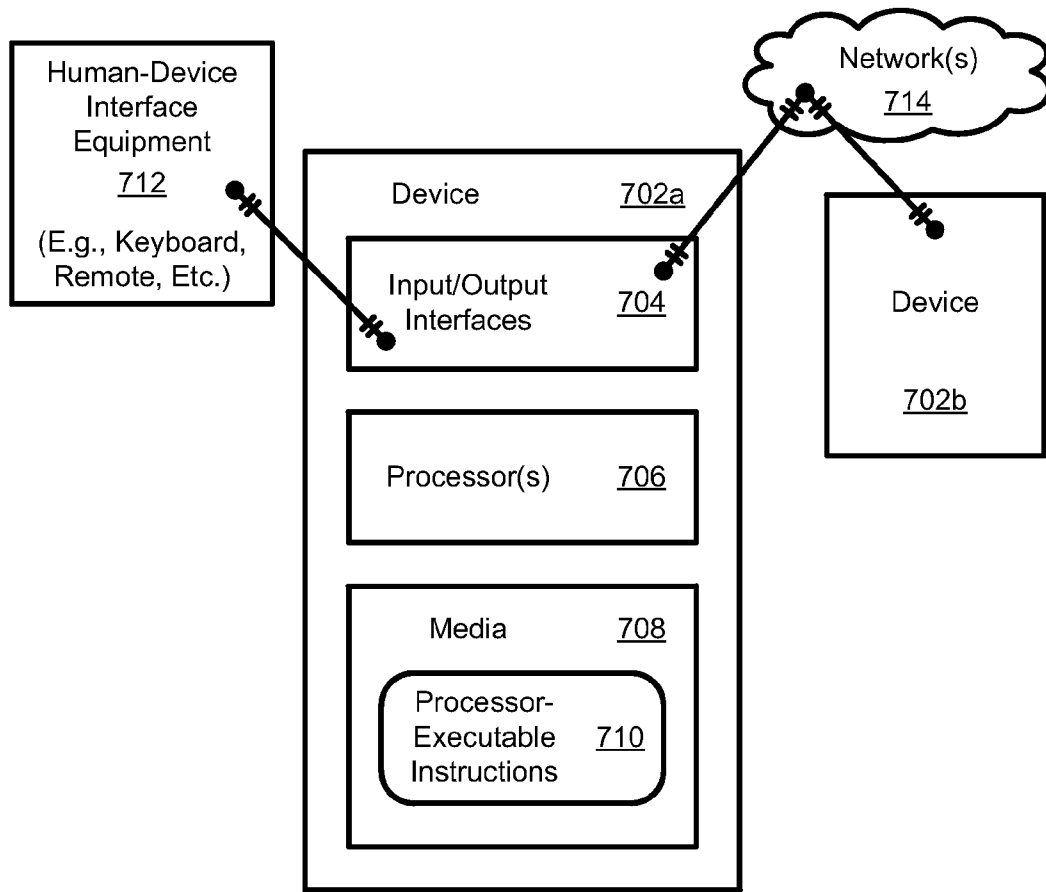 Human-Device
Interface
Equipment
712
(E.g., Keyboard,
Remote, Etc.)
Network(s)
714
Device 702a
Input/Output
Interfaces
704
Device
702b
Processor(s) 706
Media 708
Processor-
Executable
Instructions
710